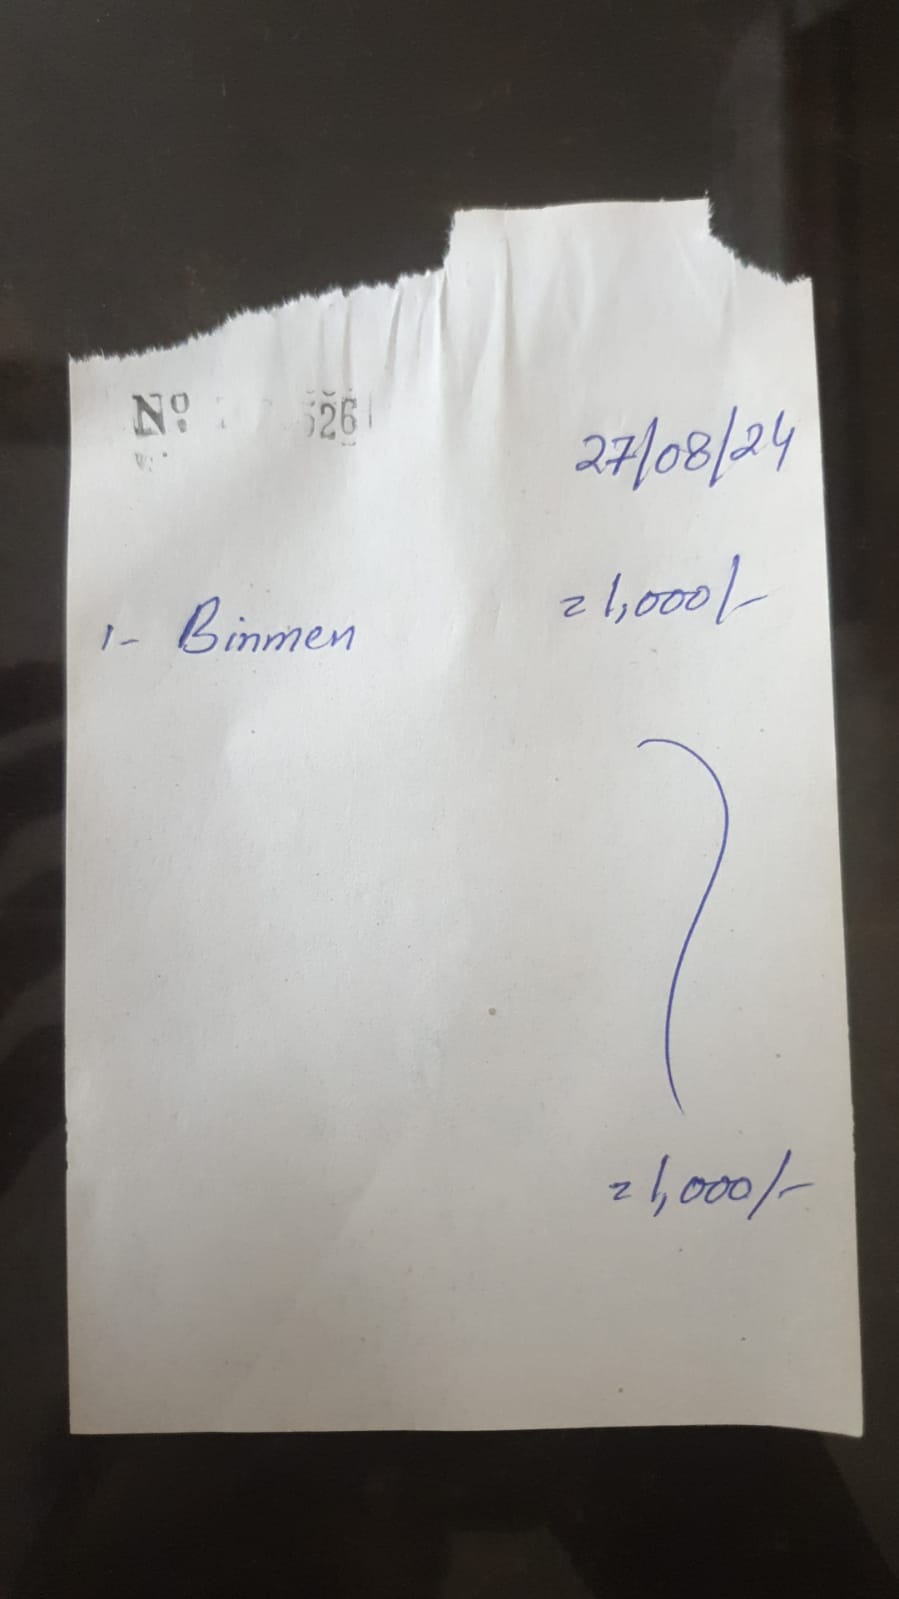 Nº 526
27/08/24
1- Binmen = 1,000/-
= 1,000/-